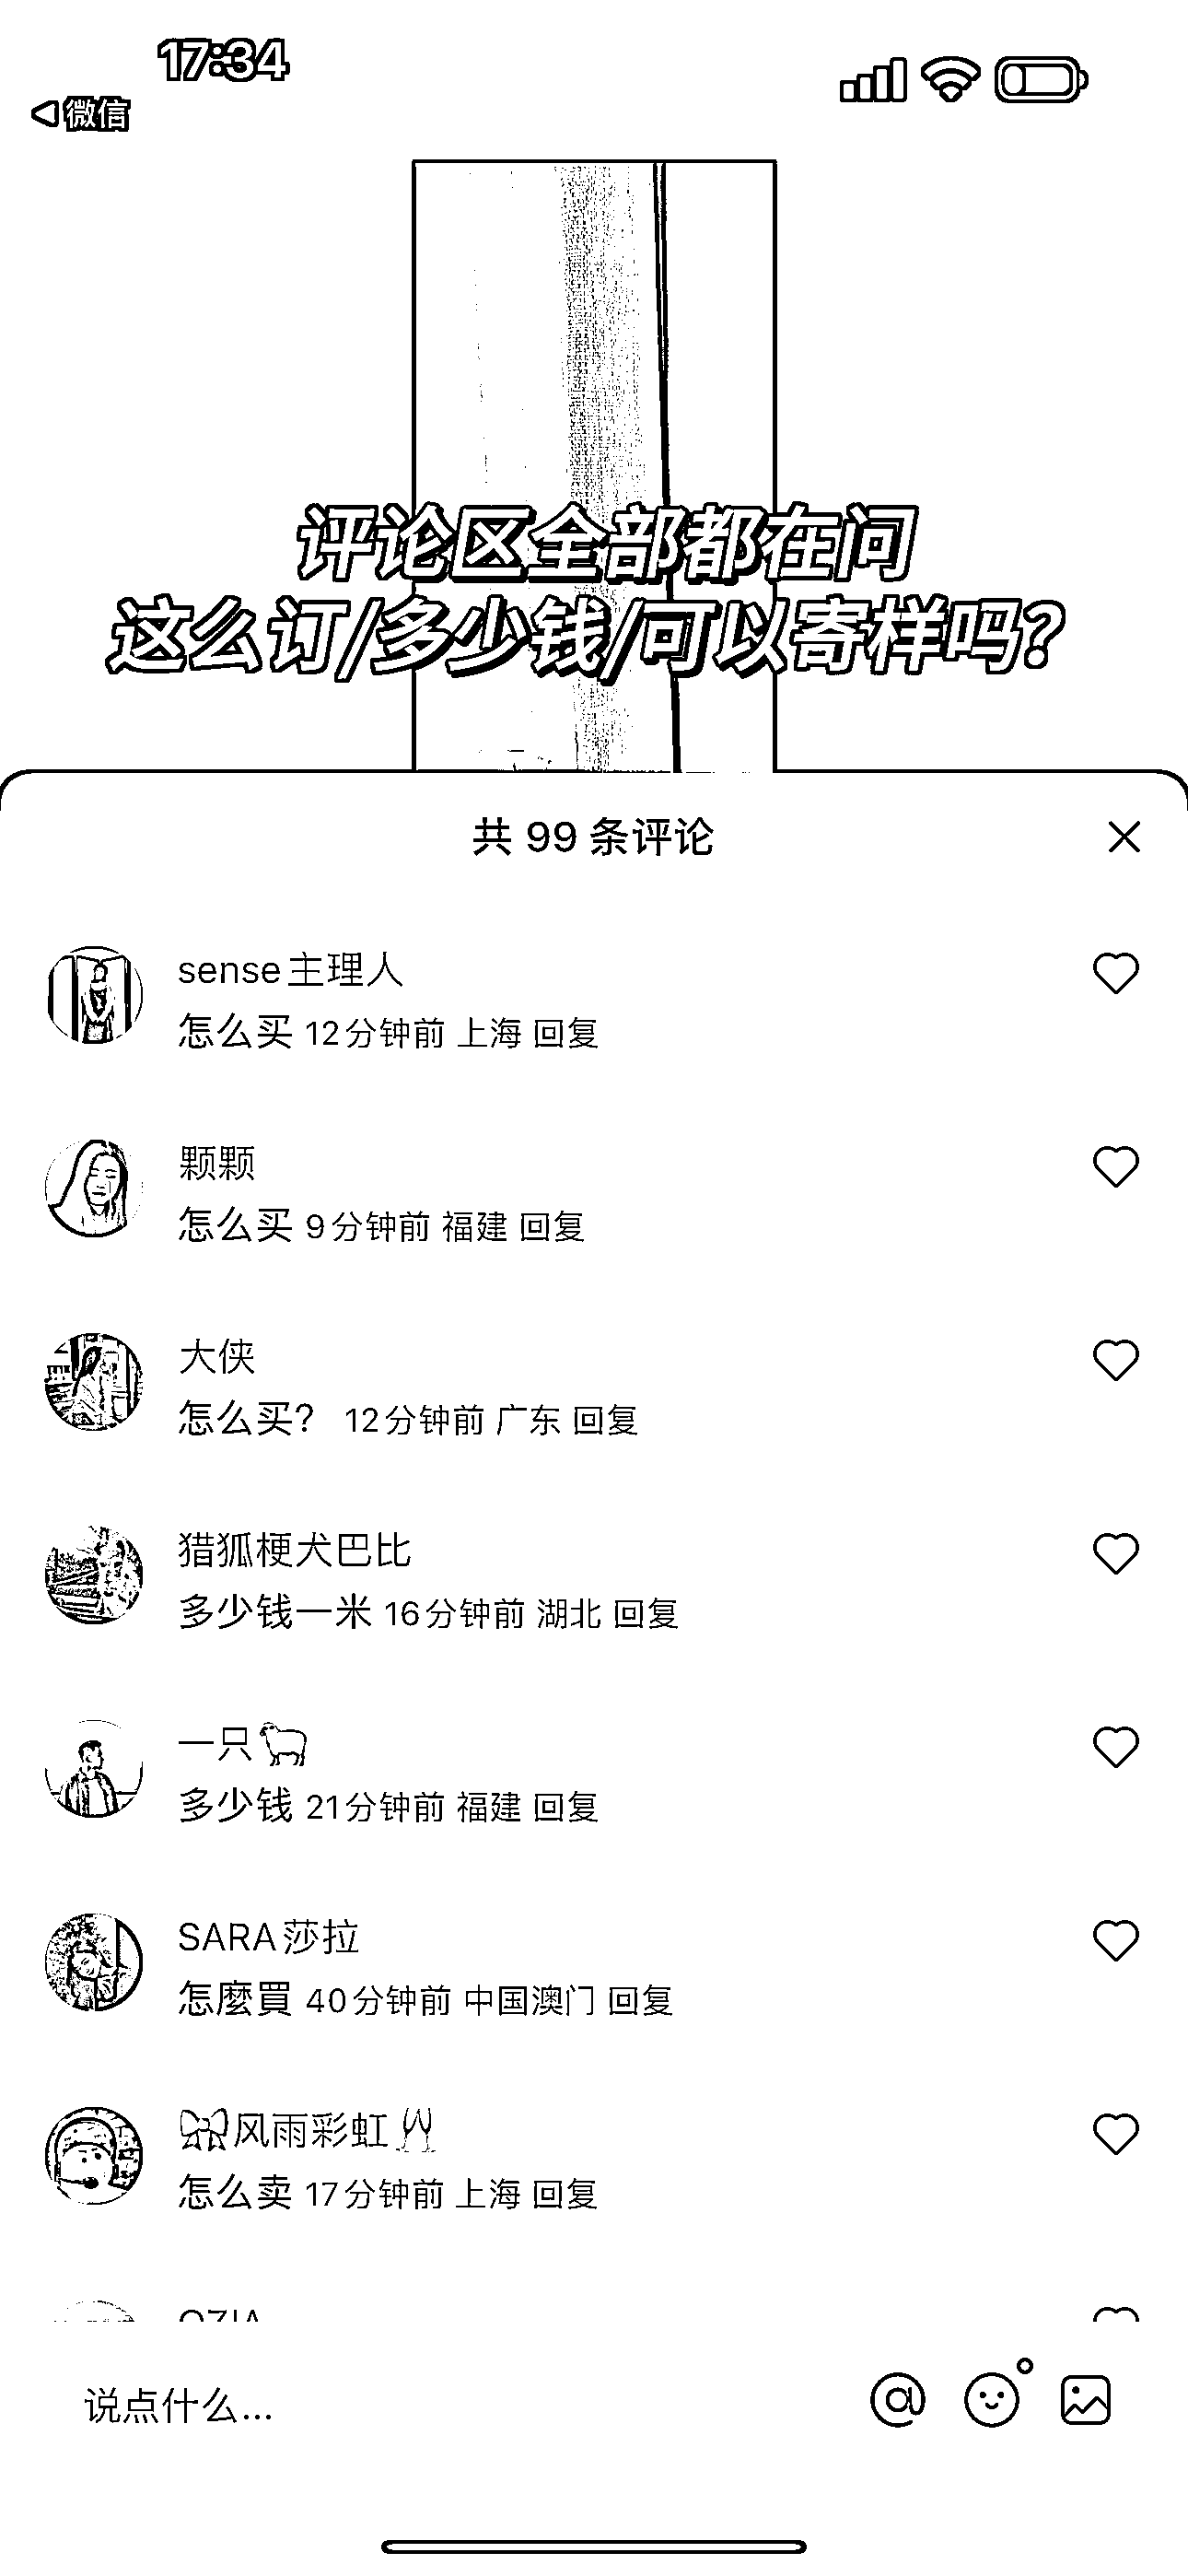 17:34
微信
评论区全部都在问
这么订/多少钱/可以寄样吗?
共 99 条评论
sense主理人
怎么买 12分钟前 上海 回复
颗颗
怎么买 9分钟前 福建 回复
大侠
怎么买? 12分钟前 广东 回复
猎狐梗犬巴比
多少钱一米 16分钟前 湖北 回复
一只🐑
多少钱 21分钟前 福建 回复
SARA莎拉
怎麼買 40分钟前 中国澳门 回复
🎀风雨彩虹🥂
怎么卖 17分钟前 上海 回复
说点什么...